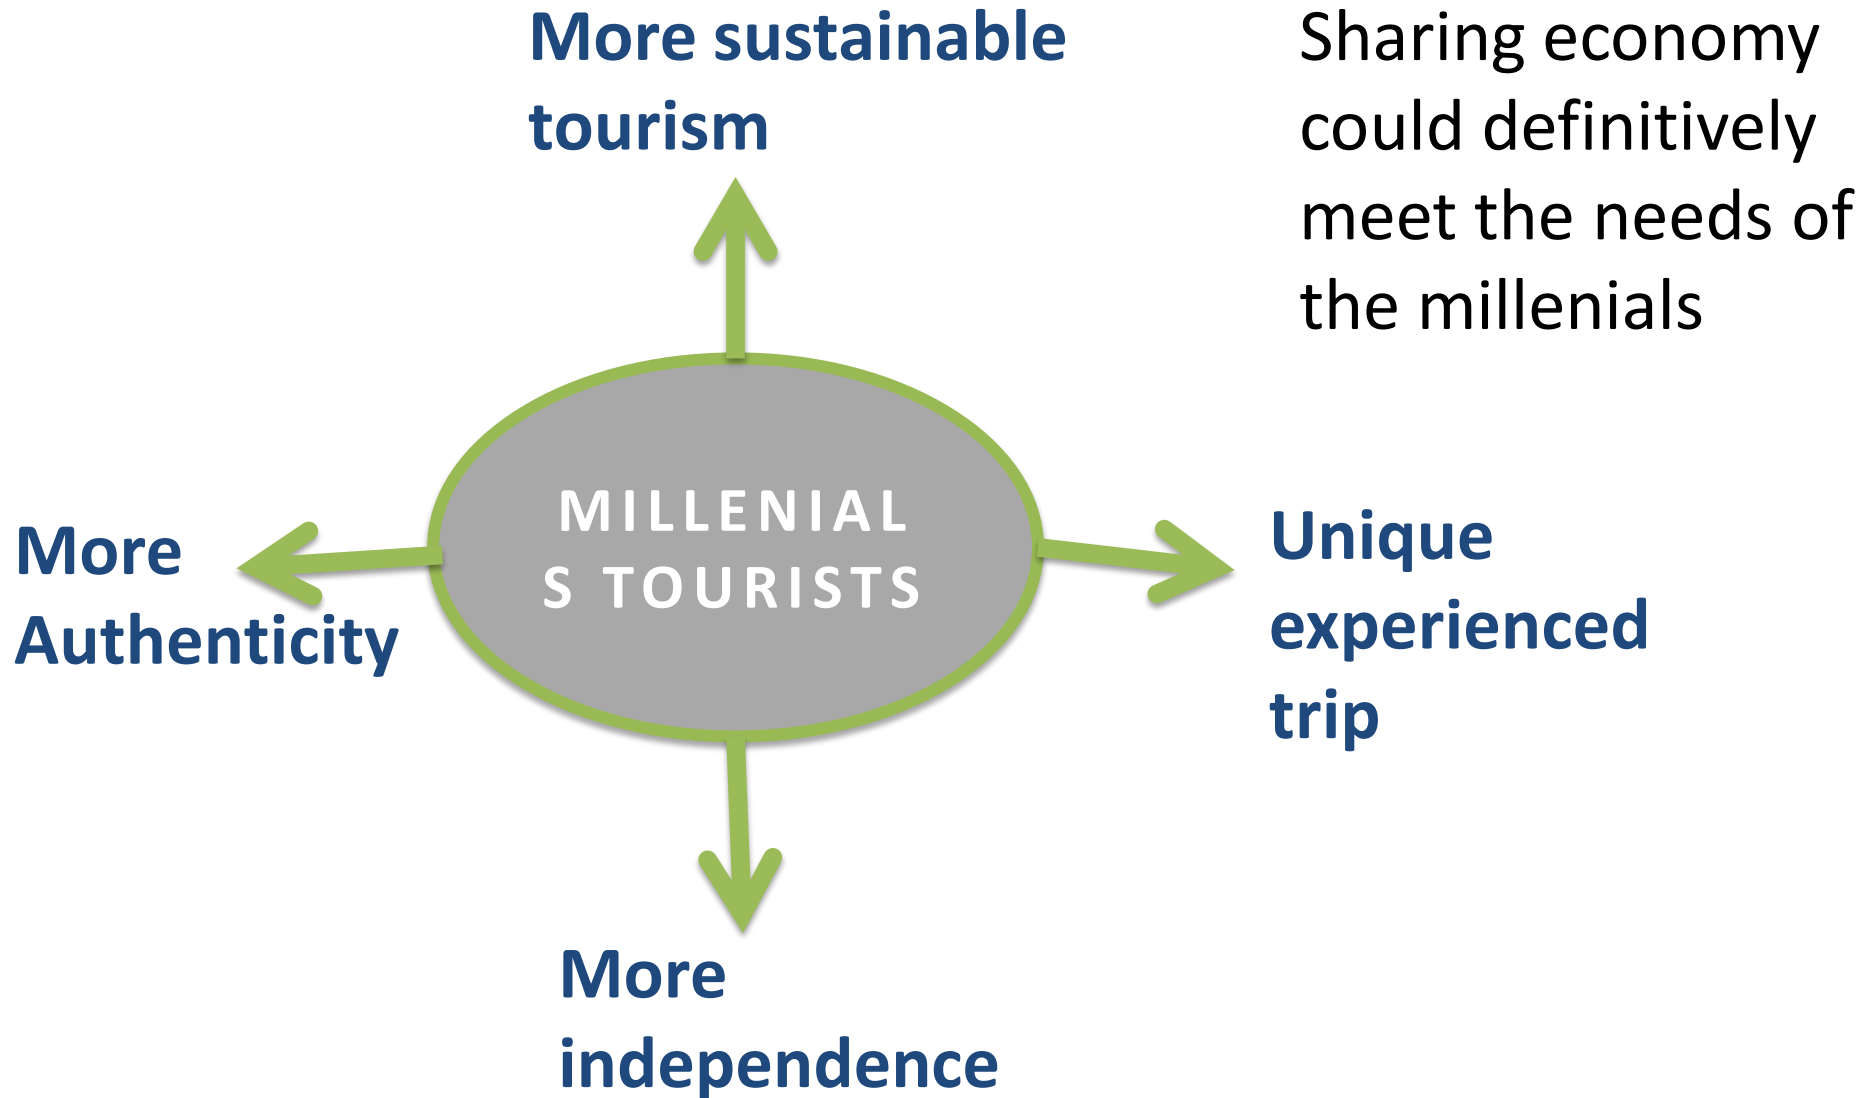 More sustainable
tourism
Sharing economy
could definitively
meet the needs of
the millenials
MILLENIAL
S TOURISTS
More
Authenticity
Unique
experienced
trip
More
independence